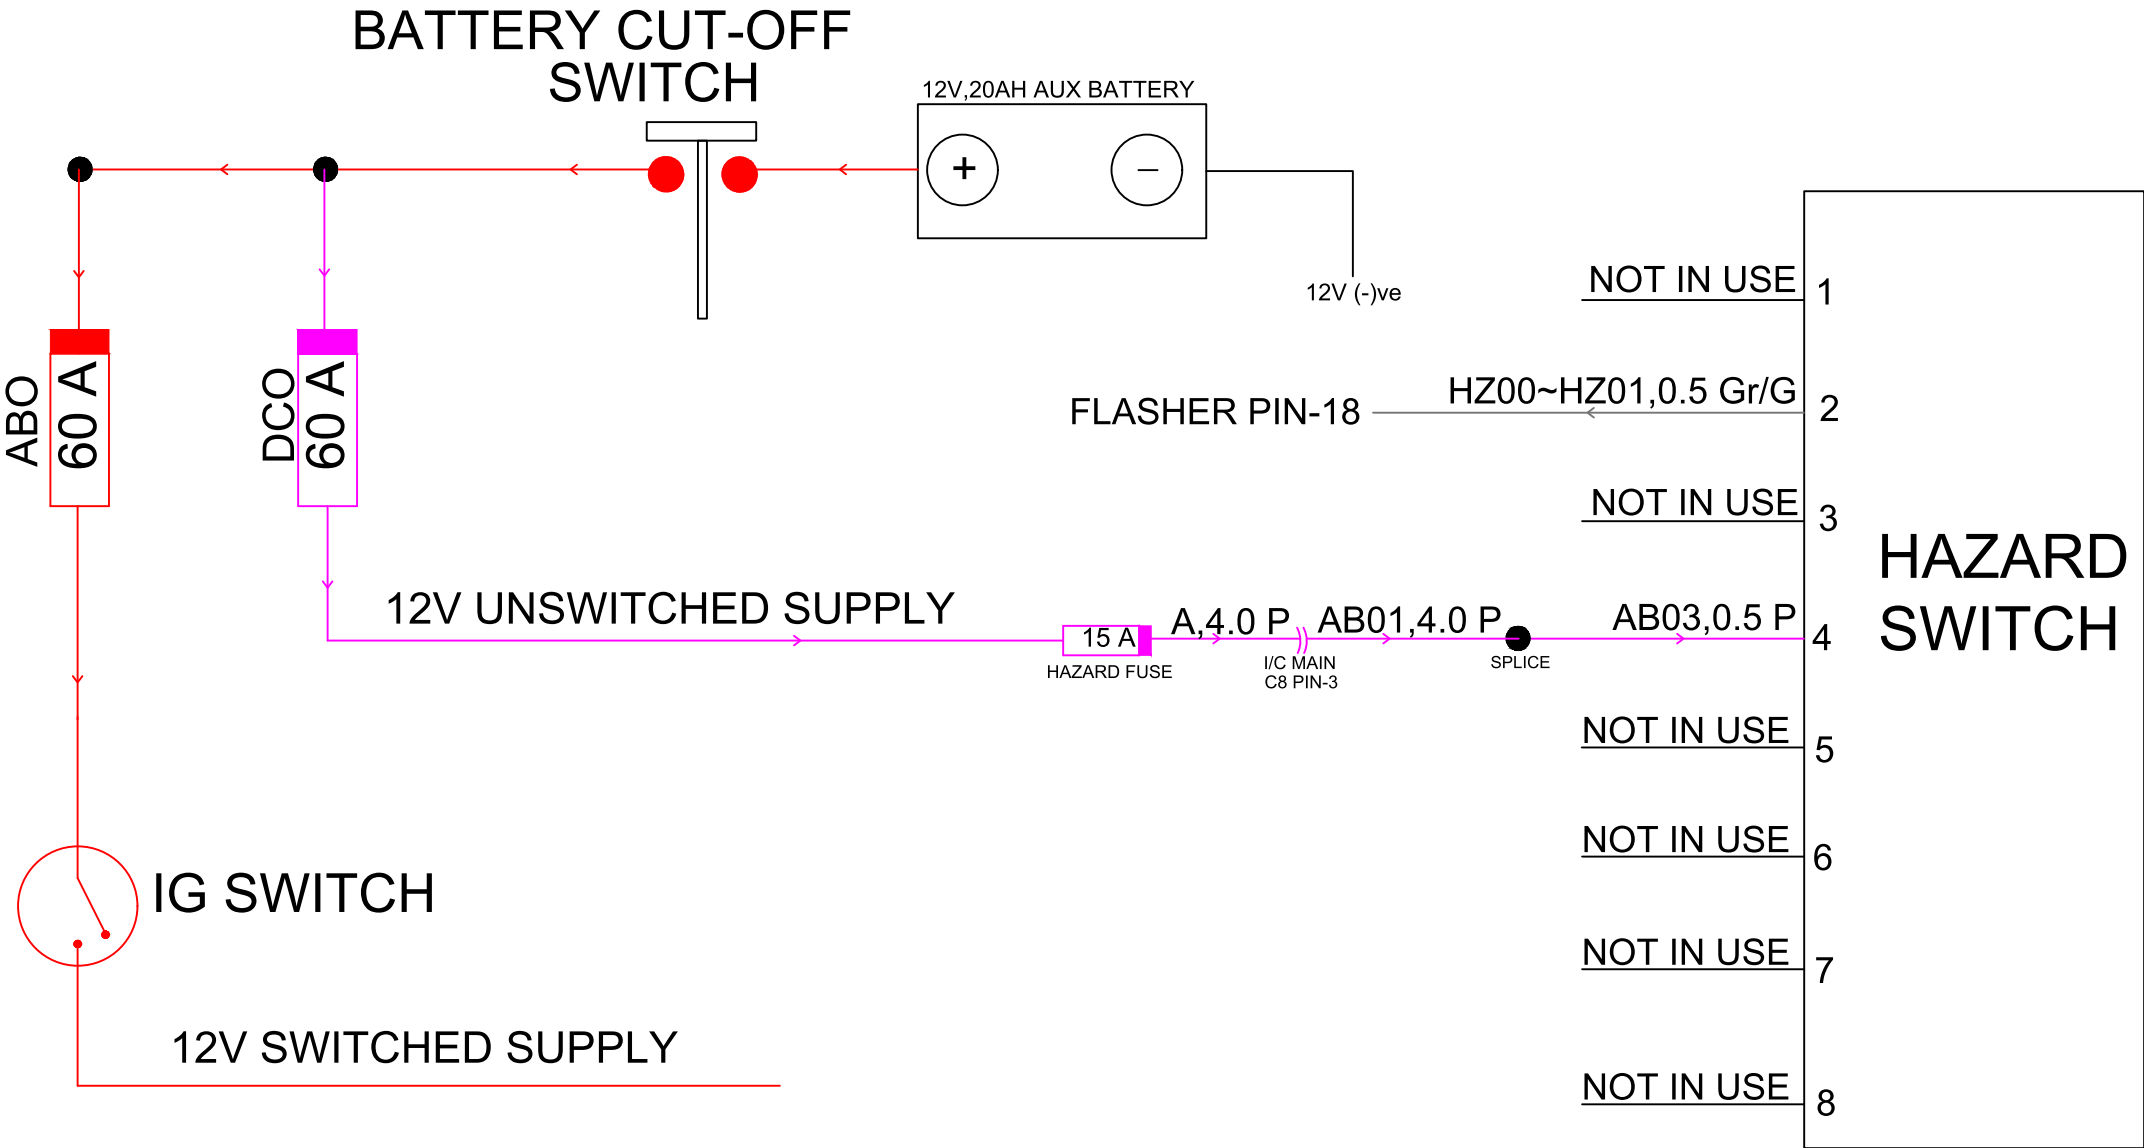 BATTERY CUT-OFF
SWITCH
12V,20AH AUX BATTERY
+
−
12V (-)ve
ABO
60 A
DCO
60 A
12V UNSWITCHED SUPPLY
15 A
HAZARD FUSE
A,4.0 P
I/C MAIN
C8 PIN-3
AB01,4.0 P
SPLICE
AB03,0.5 P
IG SWITCH
12V SWITCHED SUPPLY
NOT IN USE 1
FLASHER PIN-18
HZ00~HZ01,0.5 Gr/G 2
NOT IN USE 3
4
NOT IN USE 5
NOT IN USE 6
NOT IN USE 7
NOT IN USE 8
HAZARD
SWITCH